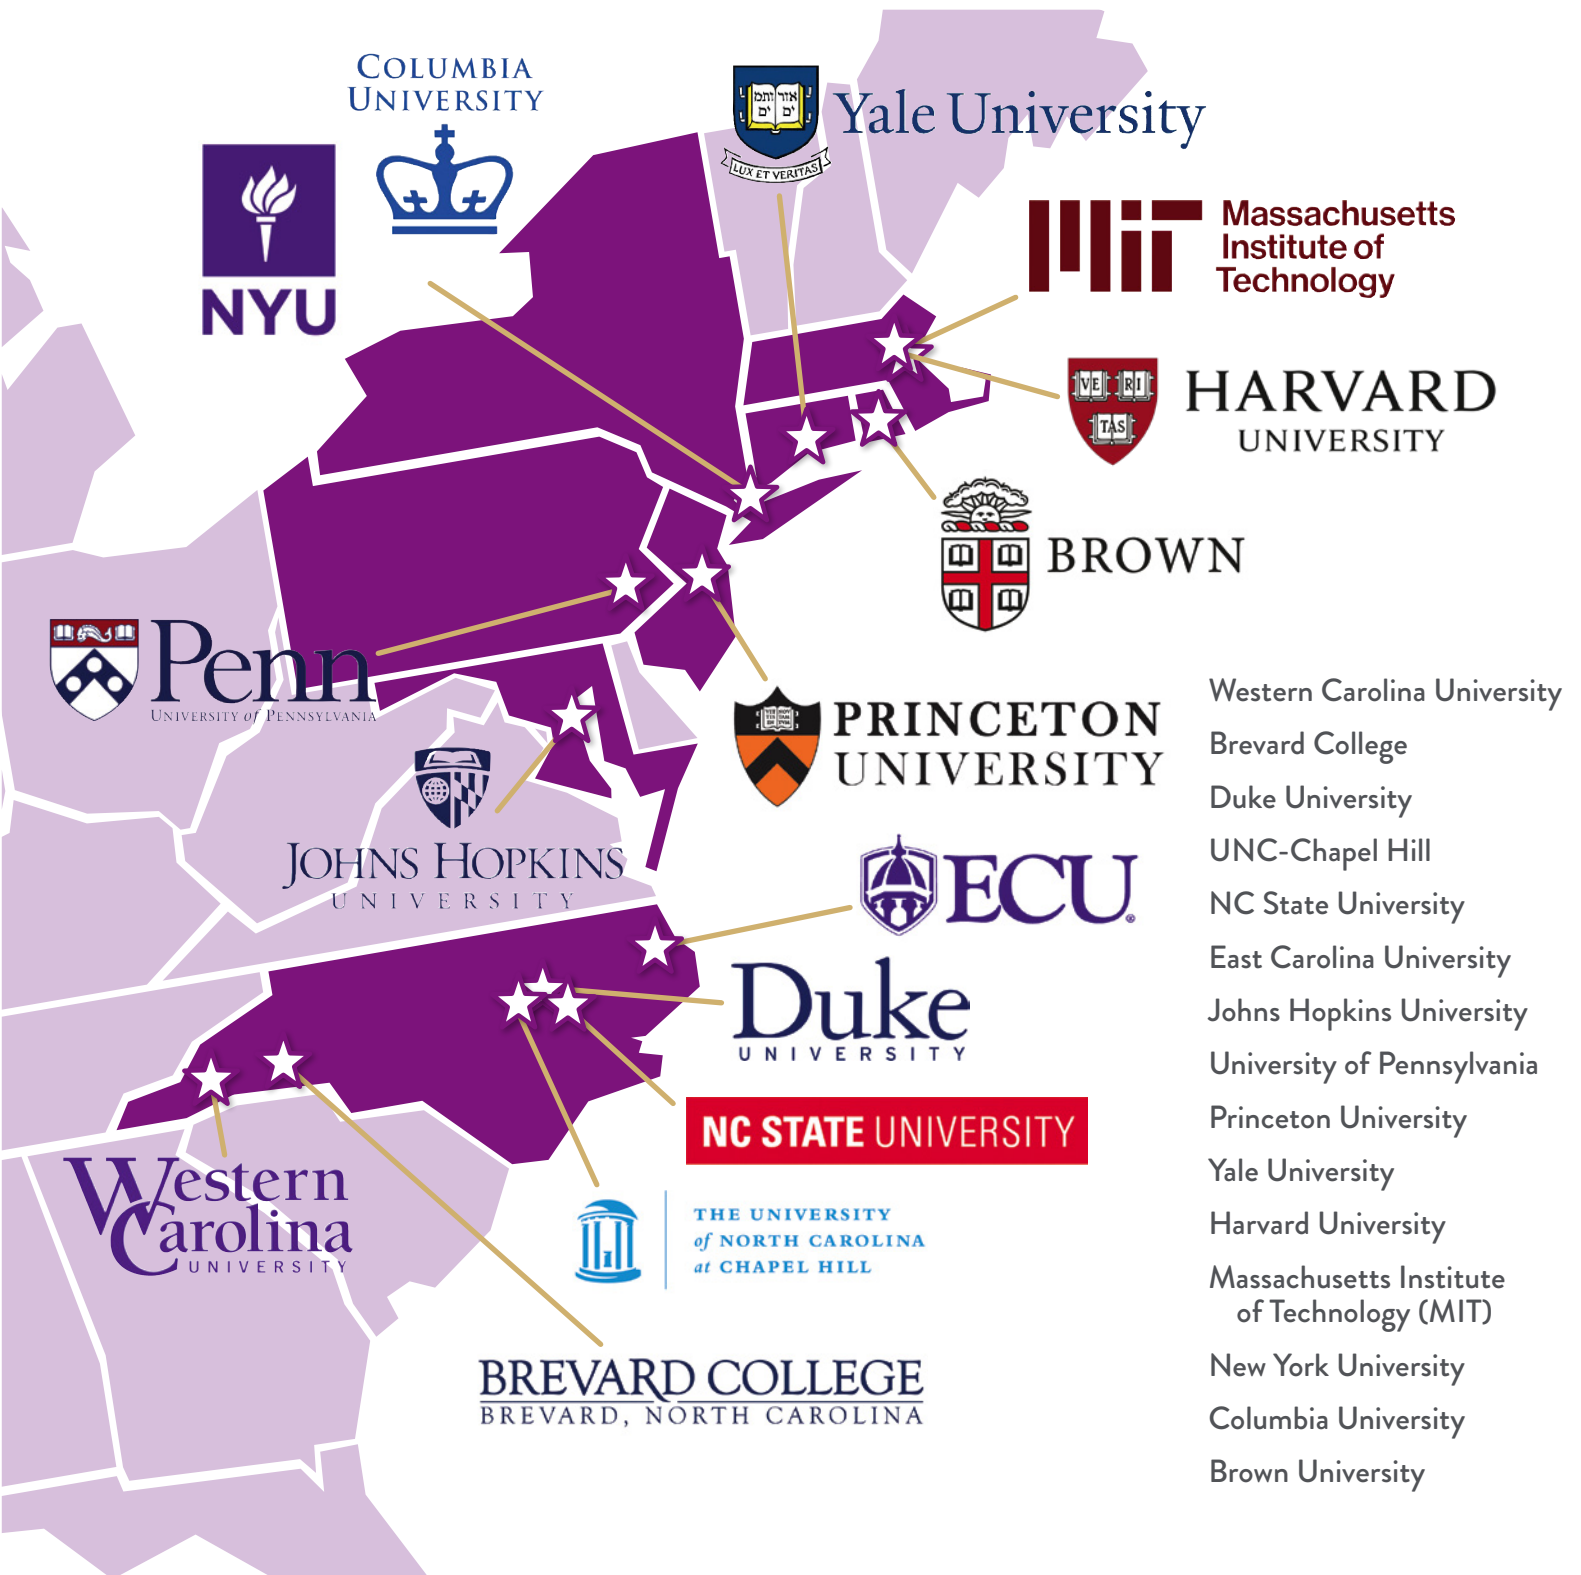 COLUMBIA
UNIVERSITY
NYU
אורים
ותמים
LUX ET VERITAS
Yale University
Massachusetts
Institute of
Technology
VE RI
TAS
HARVARD
UNIVERSITY
BROWN
Penn
UNIVERSITY of PENNSYLVANIA
PRINCETON
UNIVERSITY
JOHNS HOPKINS
UNIVERSITY
ECU
Duke
UNIVERSITY
NC STATE UNIVERSITY
Western
Carolina
UNIVERSITY
THE UNIVERSITY
of NORTH CAROLINA
at CHAPEL HILL
BREVARD COLLEGE
BREVARD, NORTH CAROLINA
Western Carolina University
Brevard College
Duke University
UNC-Chapel Hill
NC State University
East Carolina University
Johns Hopkins University
University of Pennsylvania
Princeton University
Yale University
Harvard University
Massachusetts Institute
of Technology (MIT)
New York University
Columbia University
Brown University